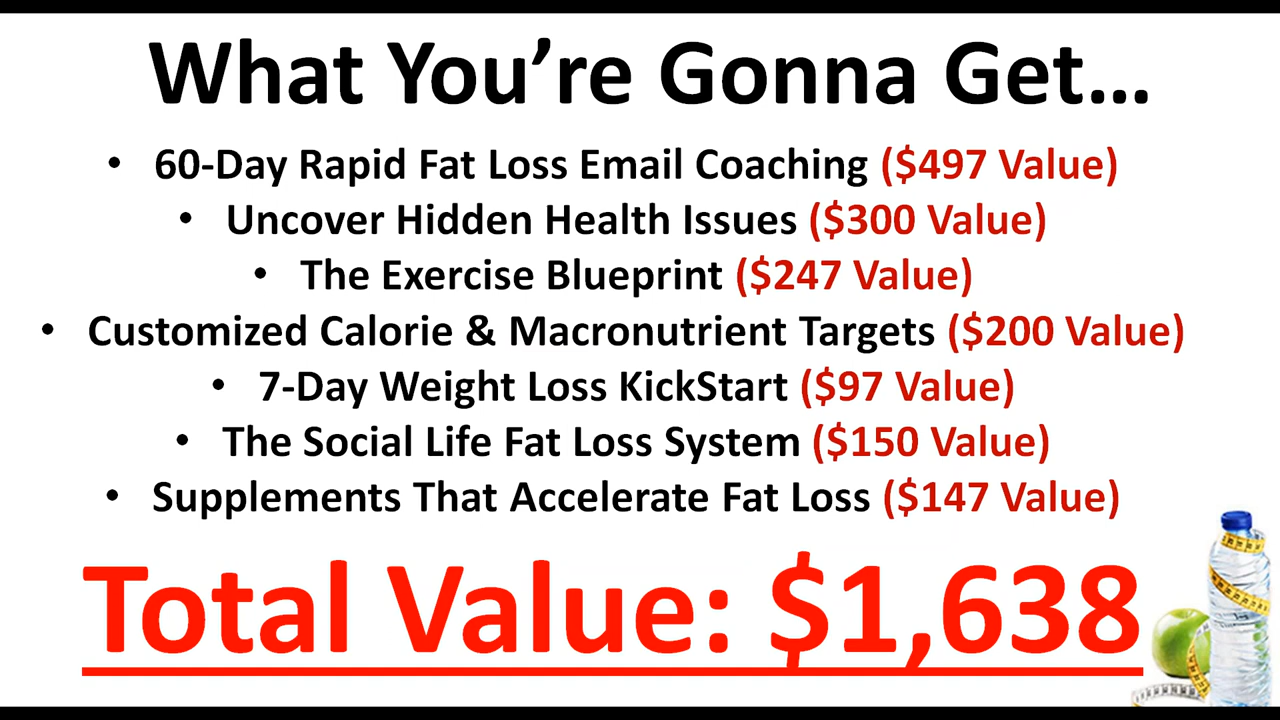 What You’re Gonna Get…
• 60-Day Rapid Fat Loss Email Coaching ($497 Value)
• Uncover Hidden Health Issues ($300 Value)
• The Exercise Blueprint ($247 Value)
• Customized Calorie & Macronutrient Targets ($200 Value)
• 7-Day Weight Loss KickStart ($97 Value)
• The Social Life Fat Loss System ($150 Value)
• Supplements That Accelerate Fat Loss ($147 Value)
Total Value: $1,638